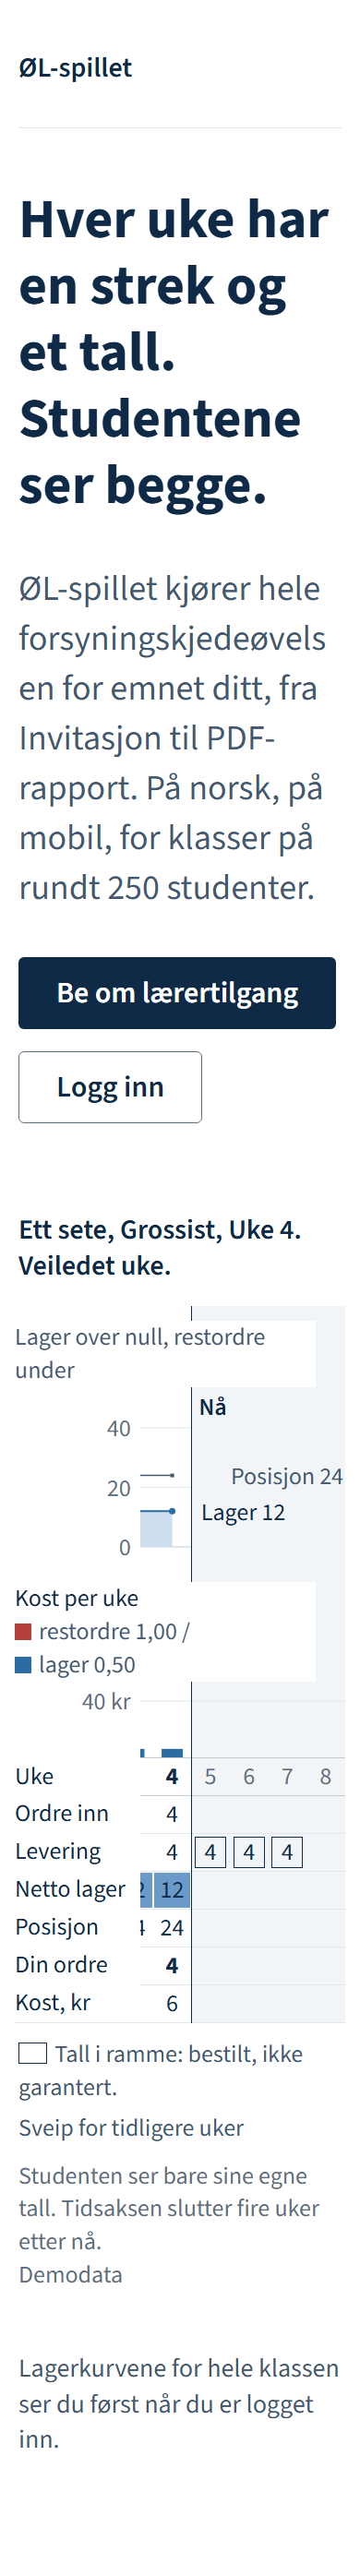 ØL-spillet
Hver uke har
en strek og
et tall.
Studentene
ser begge.
ØL-spillet kjører hele
forsyningskjedeøvels
en for emnet ditt, fra
Invitasjon til PDF-
rapport. På norsk, på
mobil, for klasser på
rundt 250 studenter.
Be om lærertilgang
Logg inn
Ett sete, Grossist, Uke 4.
Veiledet uke.
Lager over null, restordre
under
Nå
40
Posisjon 24
20
Lager 12
0
Kost per uke
restordre 1,00 /
lager 0,50
40 kr
Uke 4 5 6 7 8
Ordre inn 4
Levering 4 4 4 4
Netto lager 2 12
Posisjon 4 24
Din ordre 4
Kost, kr 6
Tall i ramme: bestilt, ikke
garantert.
Sveip for tidligere uker
Studenten ser bare sine egne
tall. Tidsaksen slutter fire uker
etter nå.
Demodata
Lagerkurvene for hele klassen
ser du først når du er logget
inn.